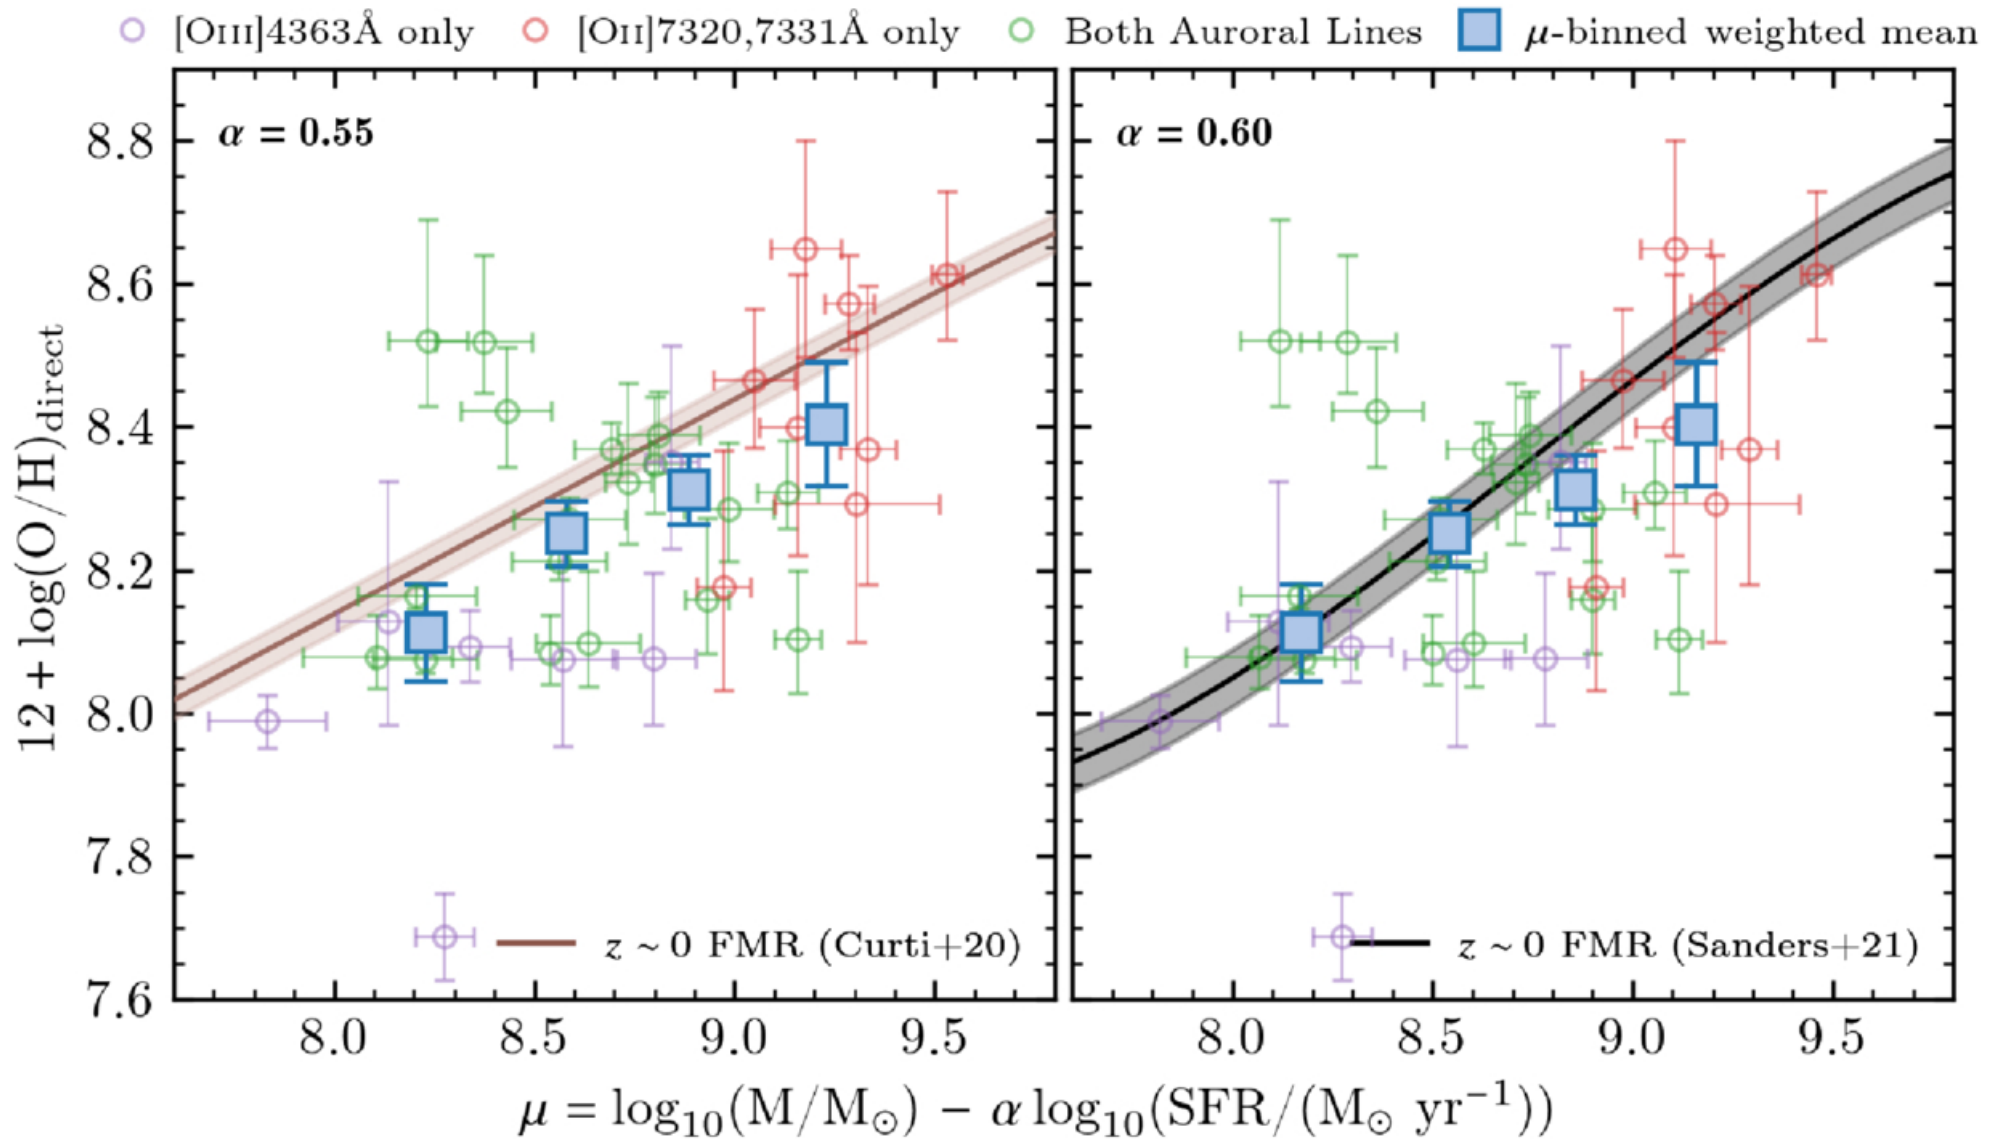 [OIII]4363Å only [OII]7320,7331Å only Both Auroral Lines μ-binned weighted mean
α = 0.55 α = 0.60
8.8
8.6
8.4
8.2
8.0
7.8
7.6
12 + log(O/H)direct
z ~ 0 FMR (Curti+20) z ~ 0 FMR (Sanders+21)
8.0 8.5 9.0 9.5 8.0 8.5 9.0 9.5
μ = log₁₀(M/M⊙) − α log₁₀(SFR/(M⊙ yr⁻¹))